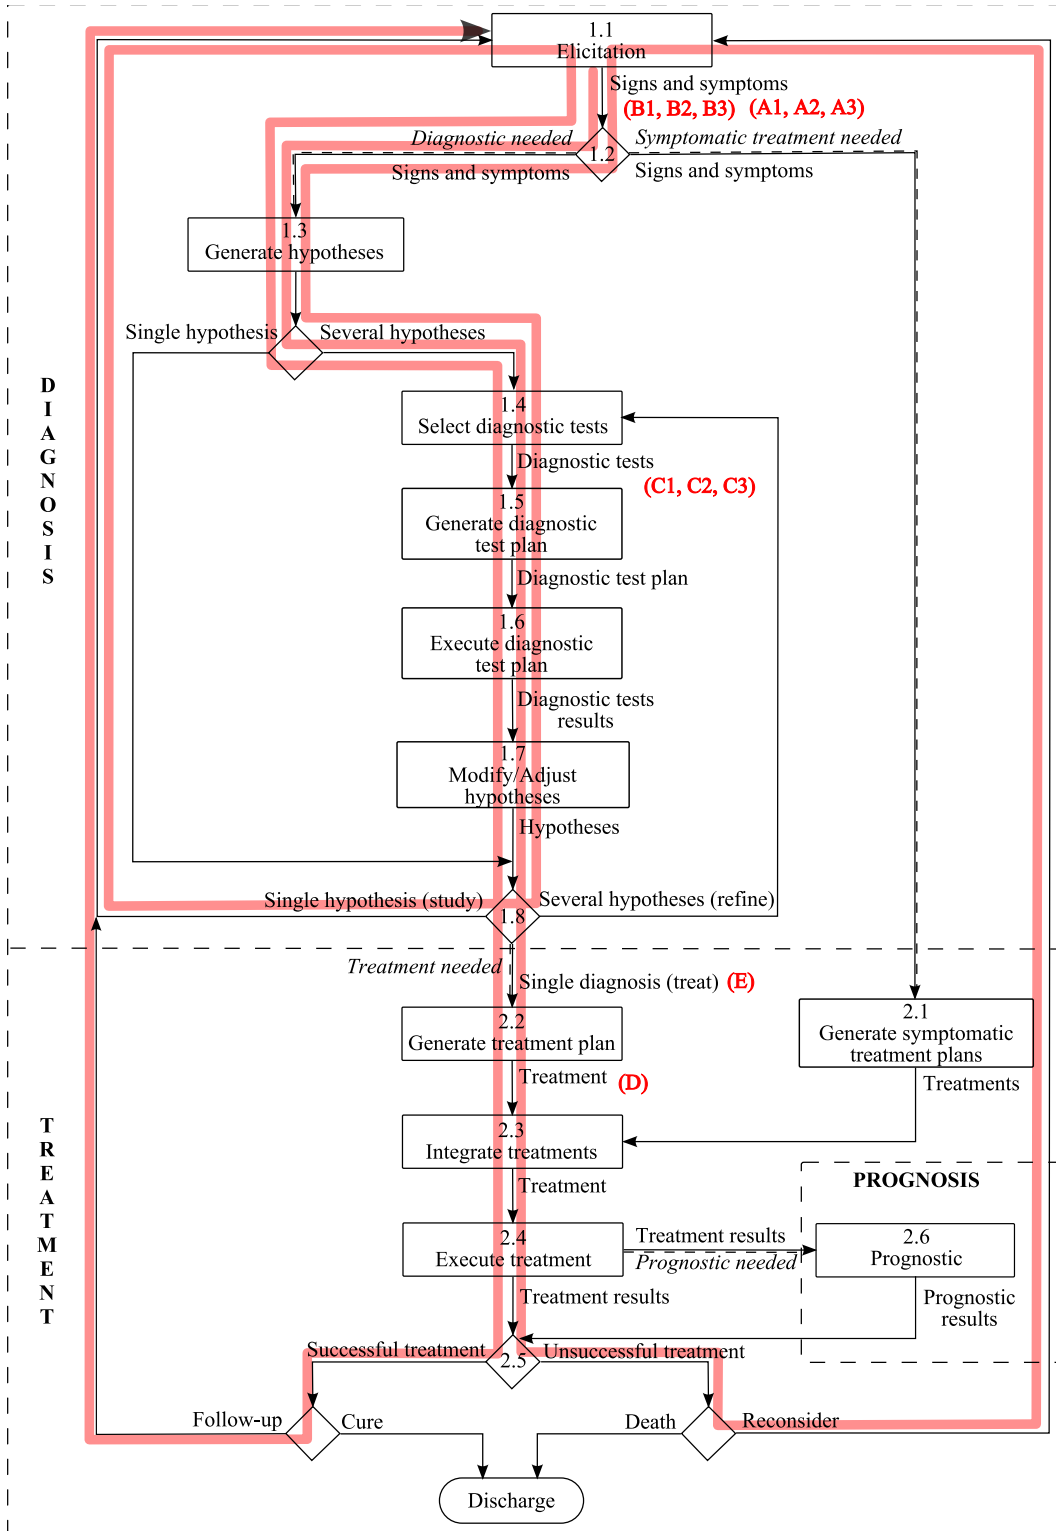 1.1
Elicitation
Signs and symptoms
(B1, B2, B3) (A1, A2, A3)
Diagnostic needed
Symptomatic treatment needed
1.2
Signs and symptoms
Signs and symptoms
1.3
Generate hypotheses
Single hypothesis
Several hypotheses
1.4
Select diagnostic tests
Diagnostic tests
(C1, C2, C3)
1.5
Generate diagnostic
test plan
Diagnostic test plan
1.6
Execute diagnostic
test plan
Diagnostic tests
results
1.7
Modify/Adjust
hypotheses
Hypotheses
Single hypothesis (study)
Several hypotheses (refine)
1.8
DIAGNOSIS
Treatment needed
Single diagnosis (treat) (E)
2.2
Generate treatment plan
Treatment (D)
2.1
Generate symptomatic
treatment plans
Treatments
2.3
Integrate treatments
Treatment
TREATMENT
PROGNOSIS
2.4
Execute treatment
Treatment results
Prognostic needed
2.6
Prognostic
Prognostic
results
Treatment results
Successful treatment
Unsuccessful treatment
2.5
Follow-up
Cure
Death
Reconsider
Discharge